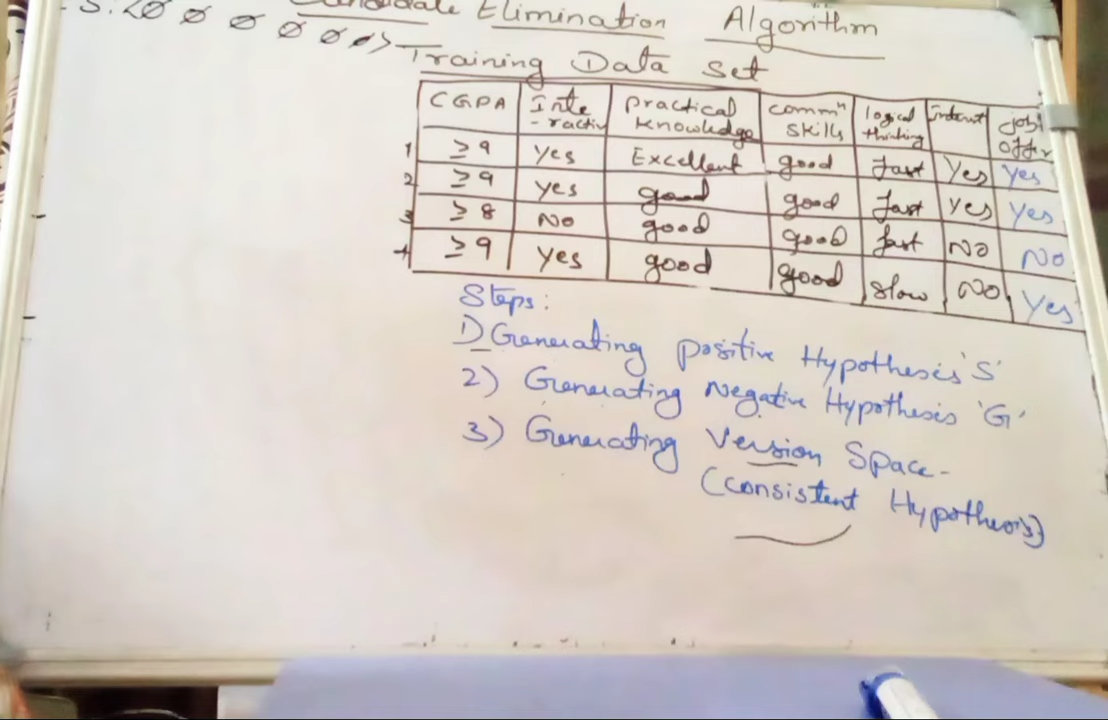 S: <Ø Ø Ø Ø Ø Ø>
Candidate Elimination Algorithm
Training Data Set
CGPA Inte-ractiv practical knowledge commⁿ skills logical thinking Interest Job offer
1 ≥9 Yes Excellent good fast Yes Yes
2 ≥9 Yes good good fast Yes Yes
3 ≥8 No good good fast No No
4 ≥9 Yes good good slow No Yes
Steps:
1) Generating positive Hypothesis 'S'
2) Generating Negative Hypothesis 'G'
3) Generating Version Space-
(consistent Hypothesis)